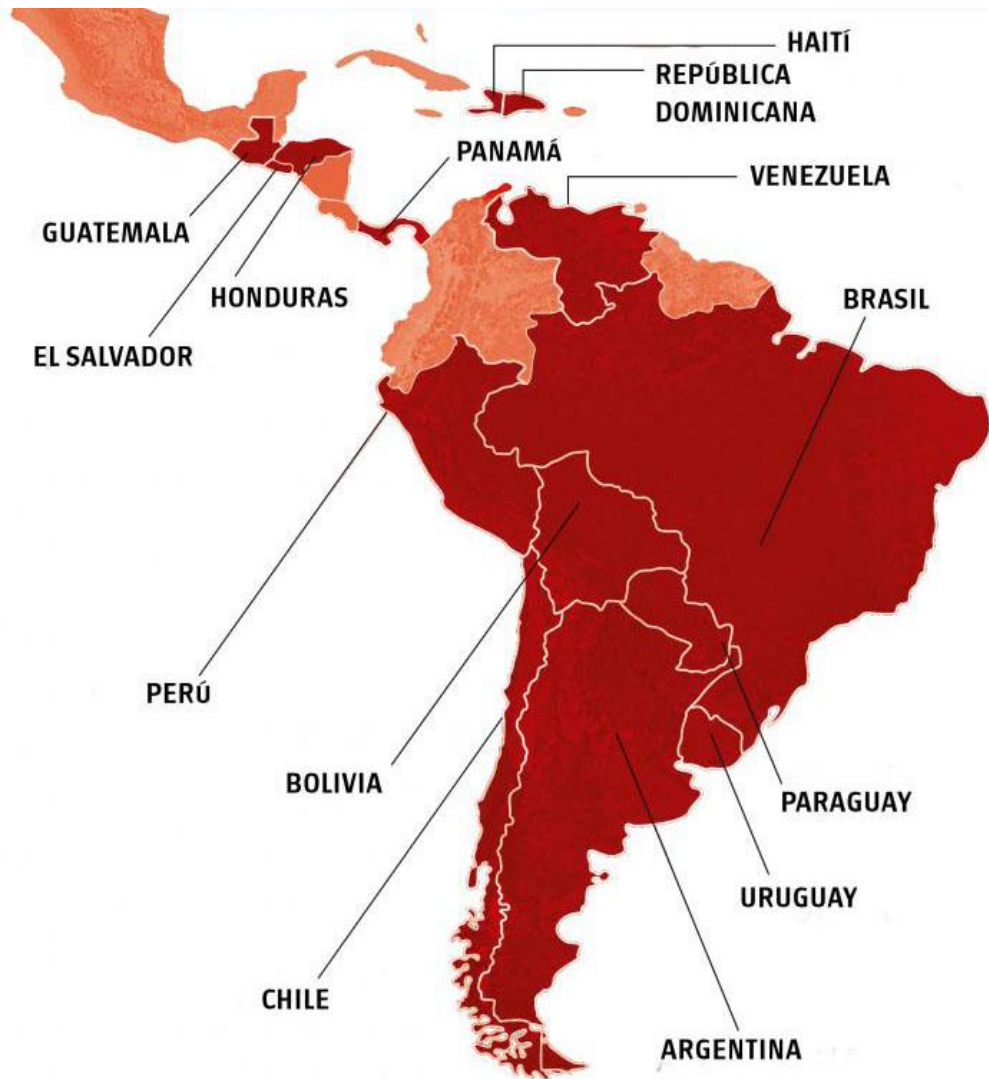 HAITÍ
REPÚBLICA
DOMINICANA
PANAMÁ
VENEZUELA
GUATEMALA
HONDURAS
BRASIL
EL SALVADOR
PERÚ
BOLIVIA
PARAGUAY
URUGUAY
CHILE
ARGENTINA